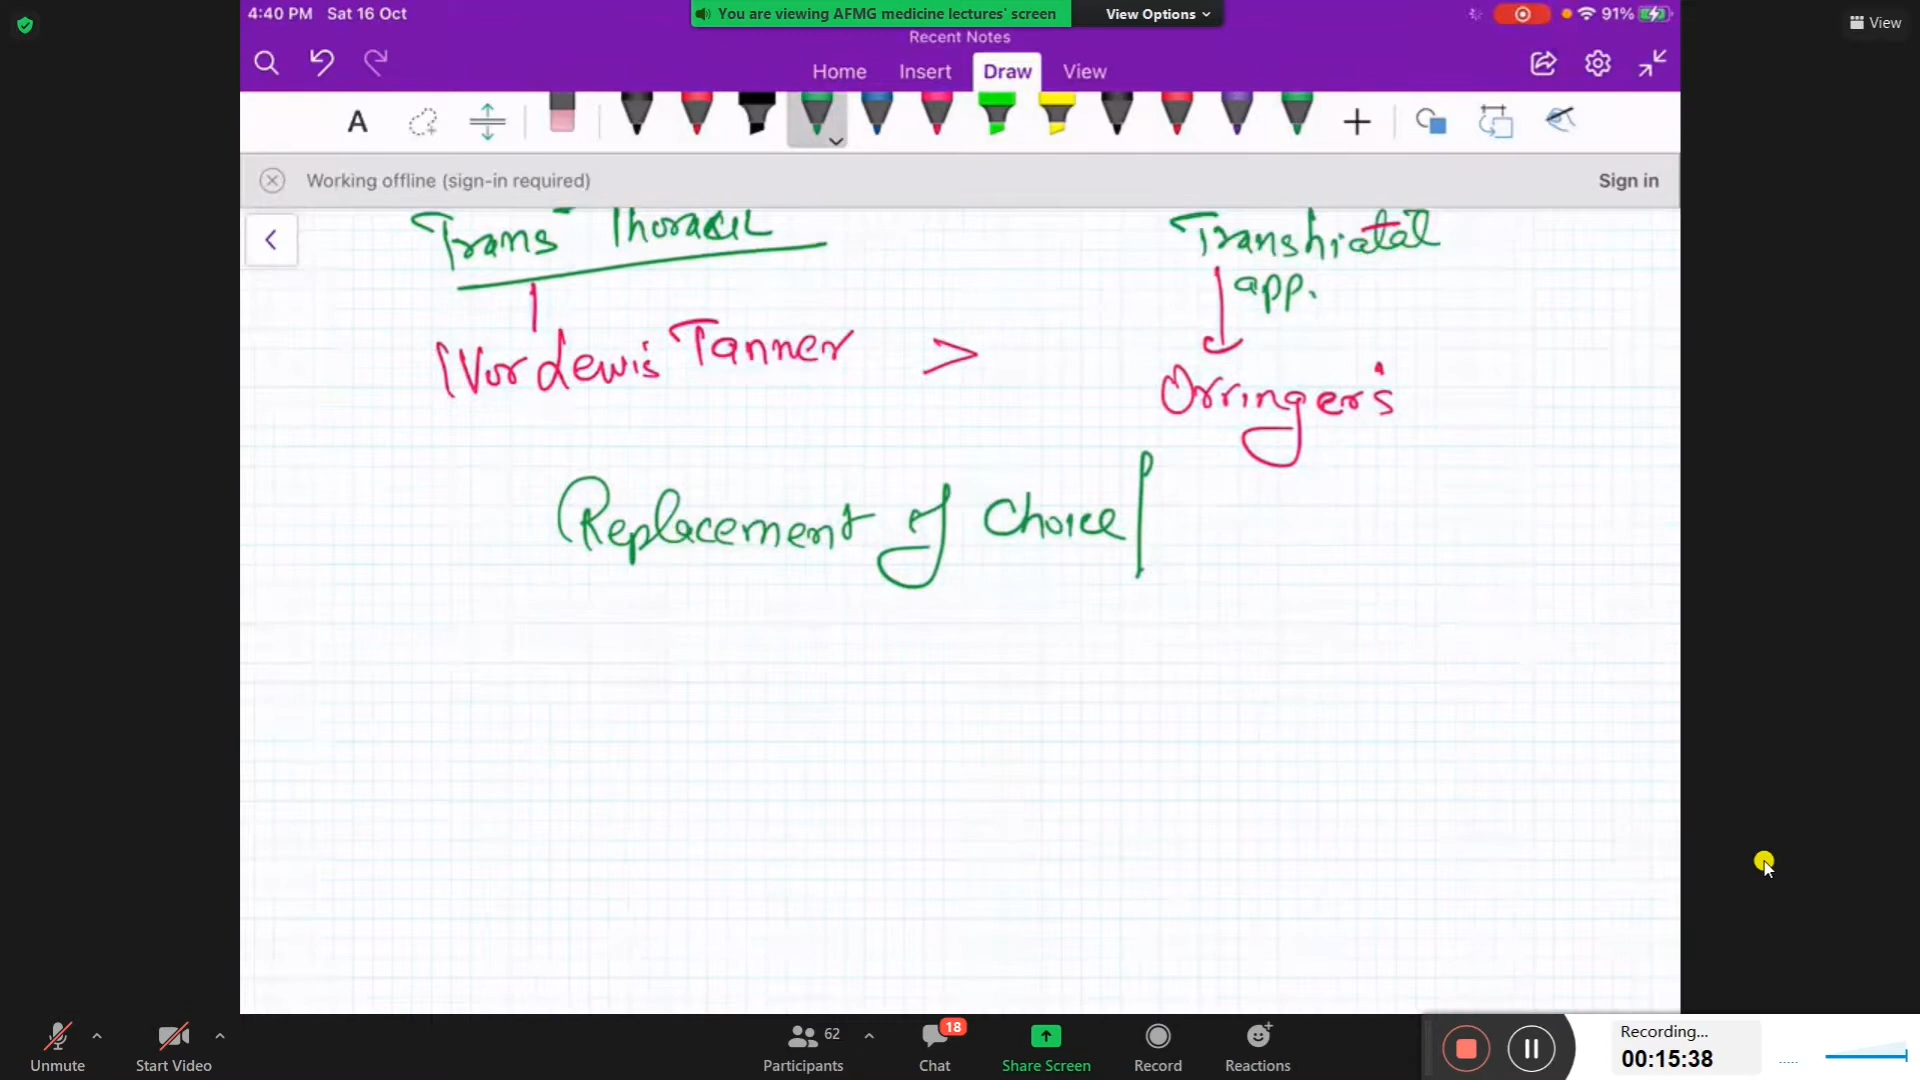 4:40 PM Sat 16 Oct
You are viewing AFMG medicine lectures' screen
View Options
91%
View
Recent Notes
Home Insert Draw View
A
Working offline (sign-in required)
Sign in
Trans Thoracic
Transhiatal
app.
IVor Lewis Tanner >
Orringer's
Replacement of Choice
Unmute
Start Video
62
Participants
18
Chat
Share Screen
Record
Reactions
Recording...
00:15:38